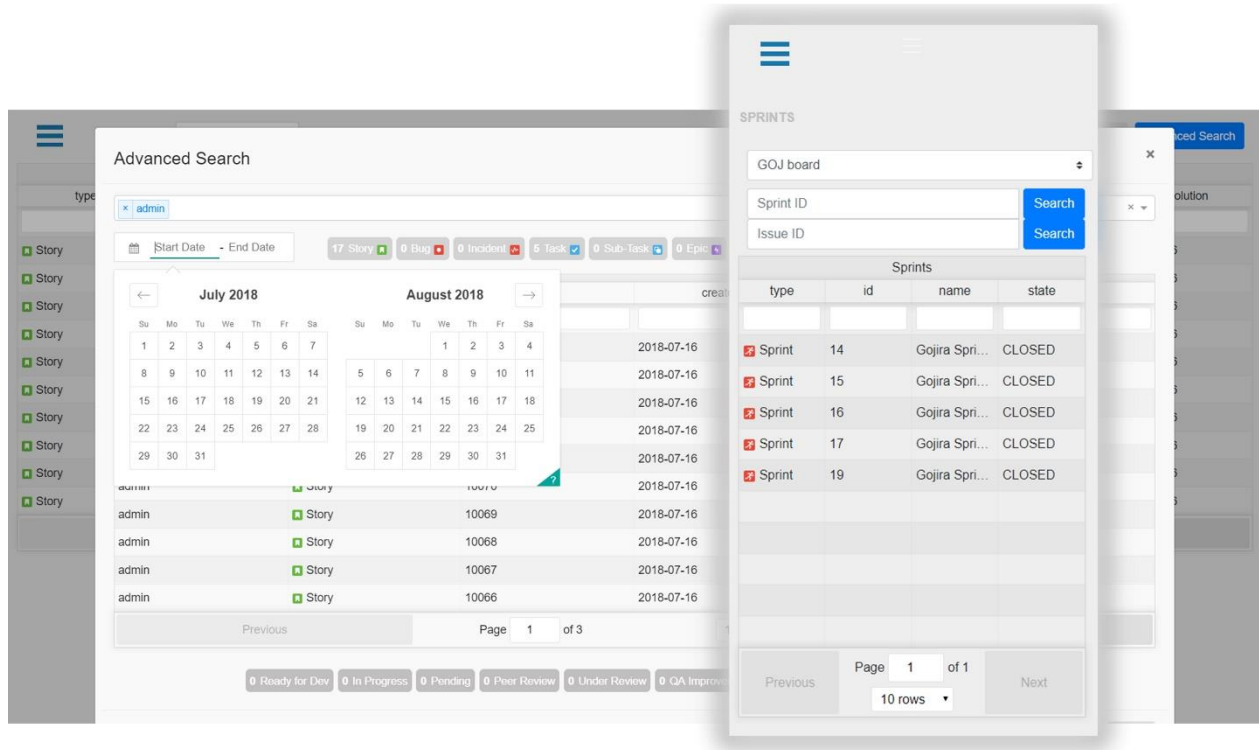 SPRINTS
GOJ board
Sprint ID Search
Issue ID Search
Sprints
type id name state
Sprint 14 Gojira Spri... CLOSED
Sprint 15 Gojira Spri... CLOSED
Sprint 16 Gojira Spri... CLOSED
Sprint 17 Gojira Spri... CLOSED
Sprint 19 Gojira Spri... CLOSED
Previous Page 1 of 1 Next
10 rows
Advanced Search ×
Search
× admin × 
Start Date - End Date 17 Story 0 Bug 0 Incident 5 Task 0 Sub-Task 0 Epic
July 2018 August 2018
Su Mo Tu We Th Fr Sa Su Mo Tu We Th Fr Sa
1 2 3 4 5 6 7 1 2 3 4
8 9 10 11 12 13 14 5 6 7 8 9 10 11
15 16 17 18 19 20 21 12 13 14 15 16 17 18
22 23 24 25 26 27 28 19 20 21 22 23 24 25
29 30 31 26 27 28 29 30 31
?
2018-07-16
2018-07-16
2018-07-16
2018-07-16
2018-07-16
admin Story 10070 2018-07-16
admin Story 10069 2018-07-16
admin Story 10068 2018-07-16
admin Story 10067 2018-07-16
admin Story 10066 2018-07-16
Previous Page 1 of 3
0 Ready for Dev 0 In Progress 0 Pending 0 Peer Review 0 Under Review 0 QA
type
Story
Story
Story
Story
Story
Story
Story
Story
Story
Story